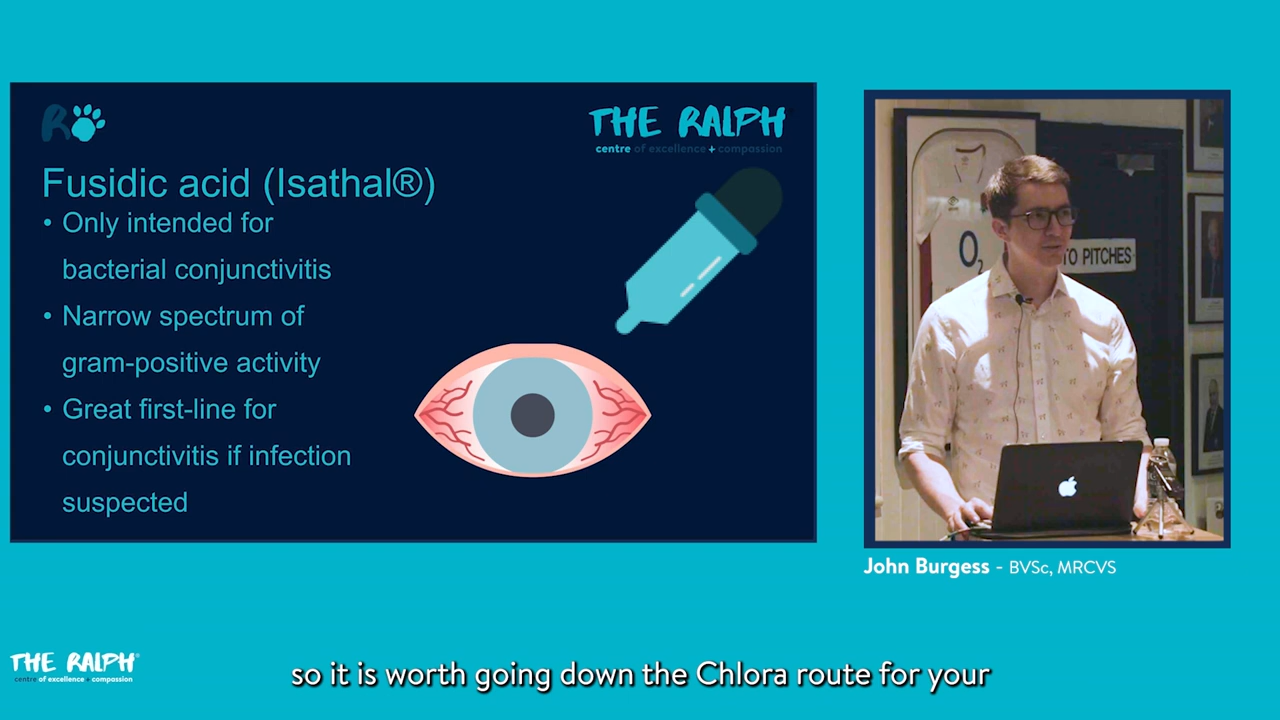 THE RALPH
centre of excellence + compassion
Fusidic acid (Isathal®)
• Only intended for
bacterial conjunctivitis
• Narrow spectrum of
gram-positive activity
• Great first-line for
conjunctivitis if infection
suspected
O2
TO PITCHES
John Burgess - BVSc, MRCVS
THE RALPH®
centre of excellence + compassion
so it is worth going down the Chlora route for your